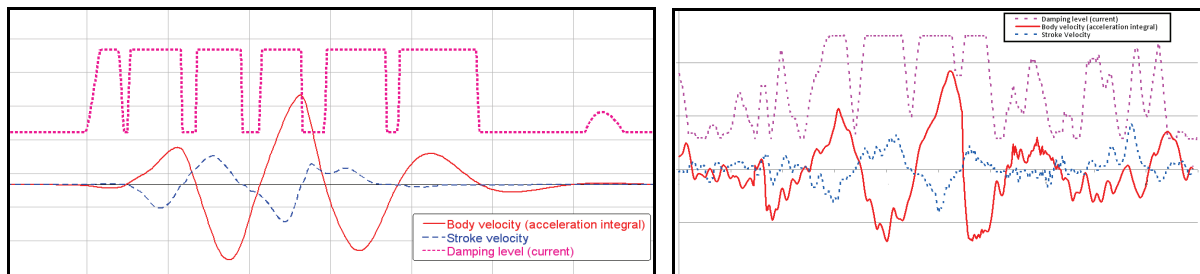 Body velocity (acceleration integral)
Stroke velocity
Damping level (current)
Damping level (current)
Body velocity (acceleration integral)
Stroke Velocity